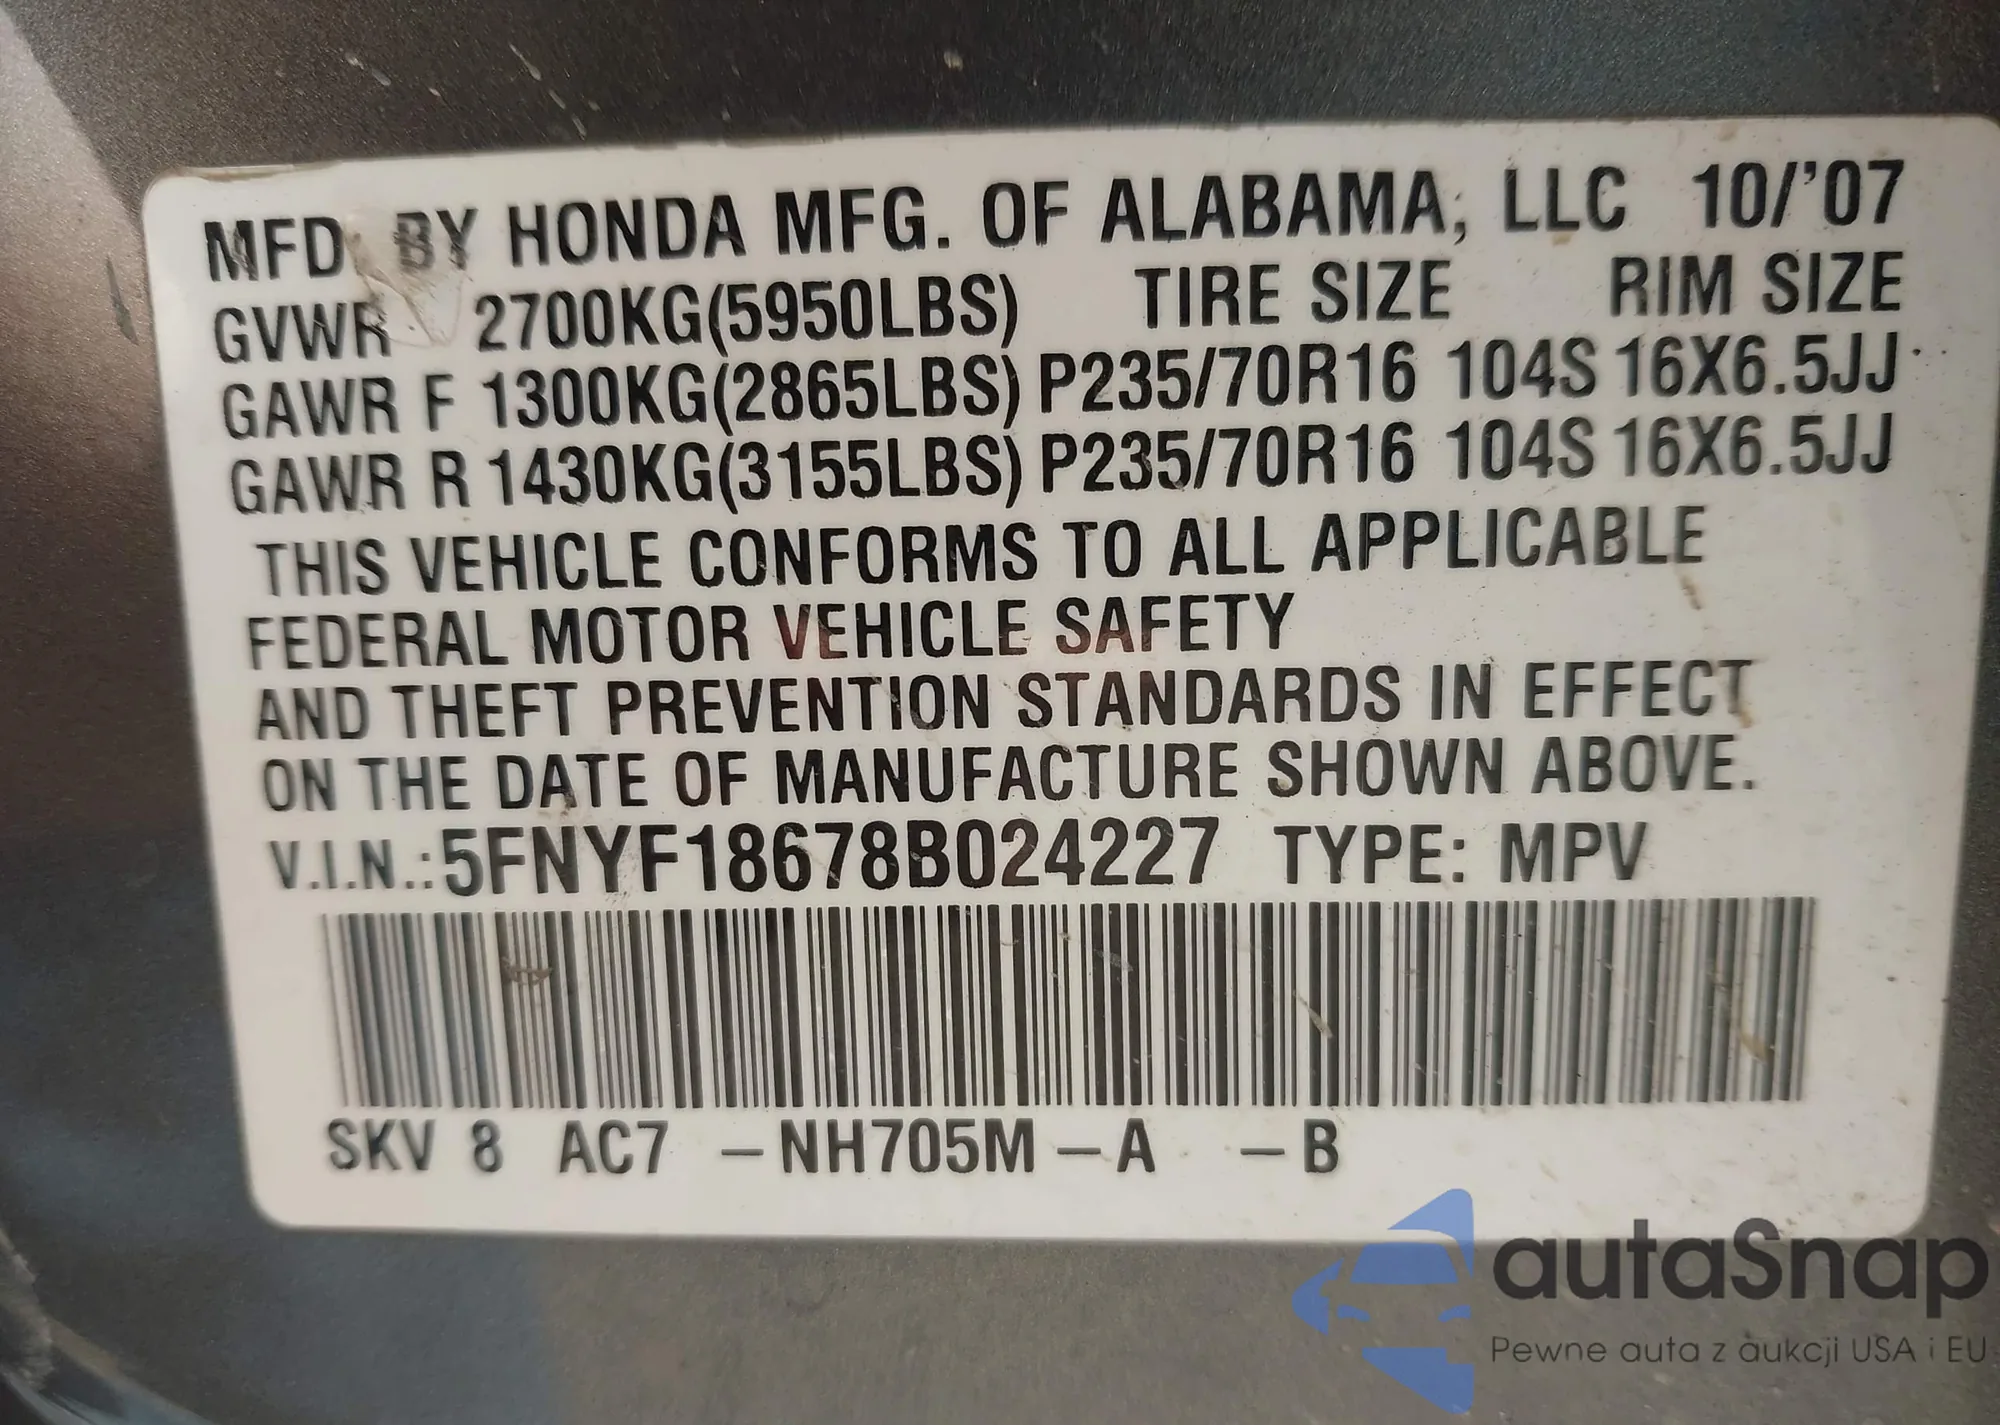 MFD. BY HONDA MFG. OF ALABAMA, LLC 10/'07
GVWR 2700KG(5950LBS) TIRE SIZE RIM SIZE
GAWR F 1300KG(2865LBS) P235/70R16 104S 16X6.5JJ
GAWR R 1430KG(3155LBS) P235/70R16 104S 16X6.5JJ
THIS VEHICLE CONFORMS TO ALL APPLICABLE
FEDERAL MOTOR VEHICLE SAFETY
AND THEFT PREVENTION STANDARDS IN EFFECT
ON THE DATE OF MANUFACTURE SHOWN ABOVE.
V.I.N.:5FNYF18678B024227 TYPE: MPV
SKV 8 AC7 –NH705M–A –B
autaSnap
Pewne auta z aukcji USA i EU